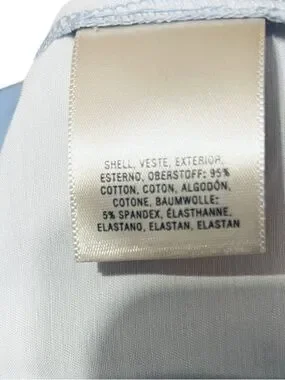 SHELL, VESTE, EXTERIOR,
ESTERNO, OBERSTOFF: 95%
COTTON, COTON, ALGODÓN,
COTONE, BAUMWOLLE;
5% SPANDEX, ÉLASTHANNE,
ELASTANO, ELASTAN, ELASTAN